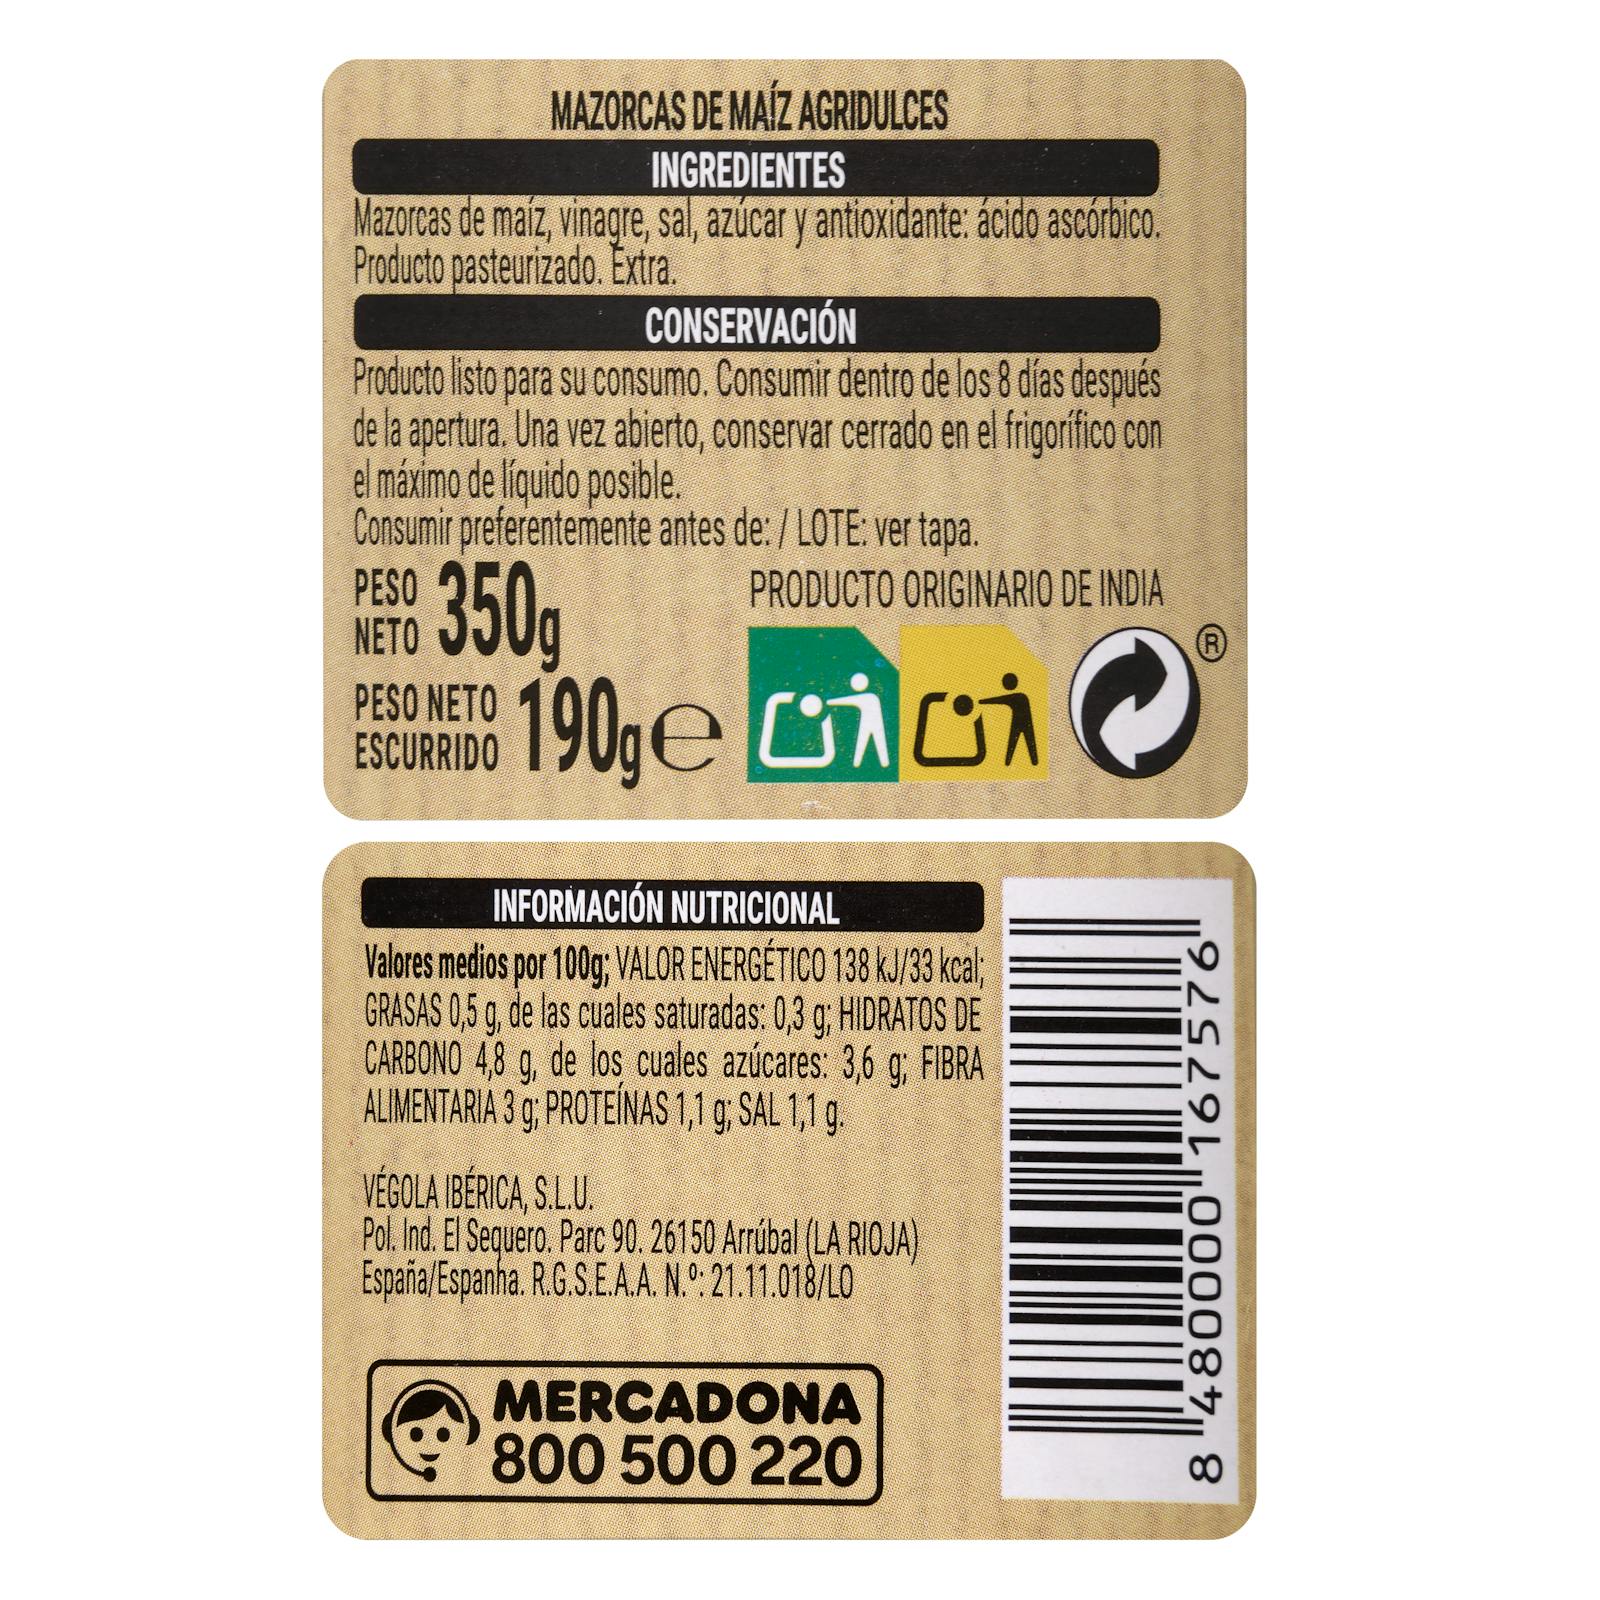 MAZORCAS DE MAÍZ AGRIDULCES
INGREDIENTES
Mazorcas de maíz, vinagre, sal, azúcar y antioxidante: ácido ascórbico.
Producto pasteurizado. Extra.
CONSERVACIÓN
Producto listo para su consumo. Consumir dentro de los 8 días después
de la apertura. Una vez abierto, conservar cerrado en el frigorífico con
el máximo de líquido posible.
Consumir preferentemente antes de: / LOTE: ver tapa.
PESO NETO 350g
PRODUCTO ORIGINARIO DE INDIA
®
PESO NETO ESCURRIDO 190g e
INFORMACIÓN NUTRICIONAL
Valores medios por 100g; VALOR ENERGÉTICO 138 kJ/33 kcal;
GRASAS 0,5 g, de las cuales saturadas: 0,3 g; HIDRATOS DE
CARBONO 4,8 g, de los cuales azúcares: 3,6 g; FIBRA
ALIMENTARIA 3 g; PROTEÍNAS 1,1 g; SAL 1,1 g.
VÉGOLA IBÉRICA, S.L.U.
Pol. Ind. El Sequero. Parc 90. 26150 Arrúbal (LA RIOJA)
España/Espanha. R.G.S.E.A.A. N.º: 21.11.018/LO
MERCADONA
800 500 220
8 480000 167576